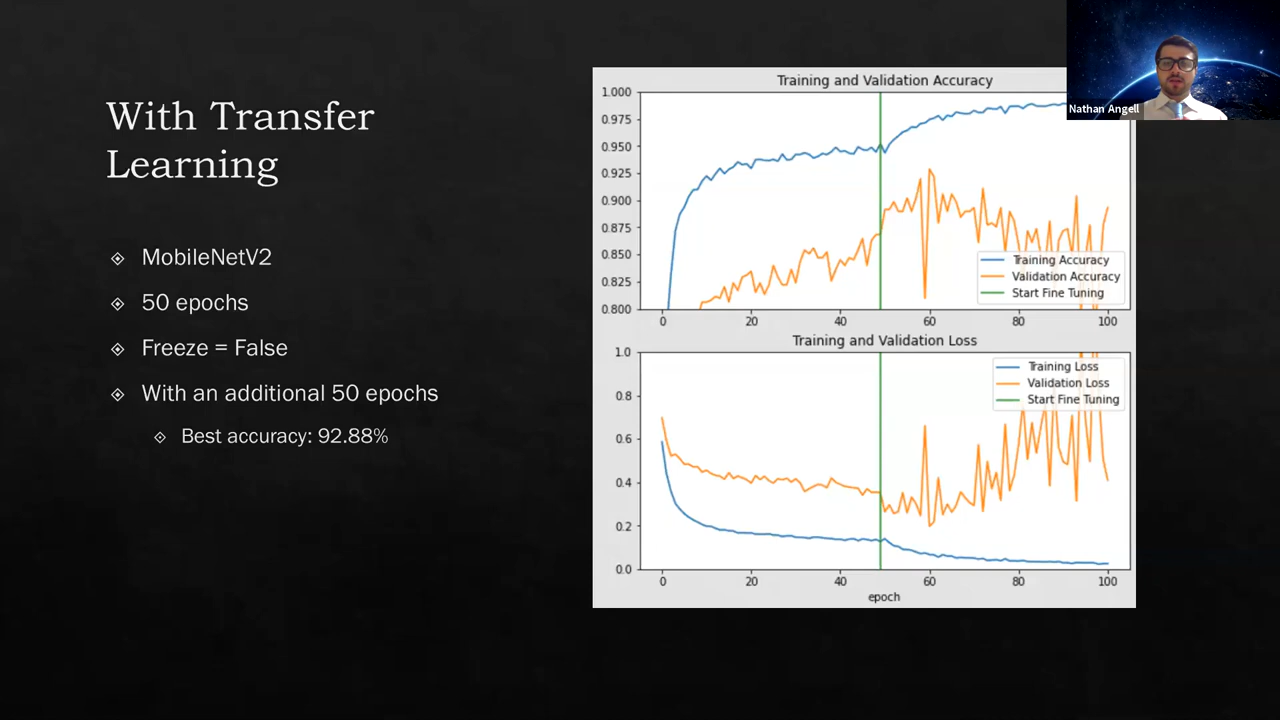 With Transfer
Learning
MobileNetV2
50 epochs
Freeze = False
With an additional 50 epochs
Best accuracy: 92.88%
Training and Validation Accuracy
1.000
0.975
0.950
0.925
0.900
0.875
0.850
0.825
0.800
Training Accuracy
Validation Accuracy
Start Fine Tuning
0 20 40 60 80 100
Training and Validation Loss
1.0
0.8
0.6
0.4
0.2
0.0
Training Loss
Validation Loss
Start Fine Tuning
0 20 40 60 80 100
epoch
Nathan Angell